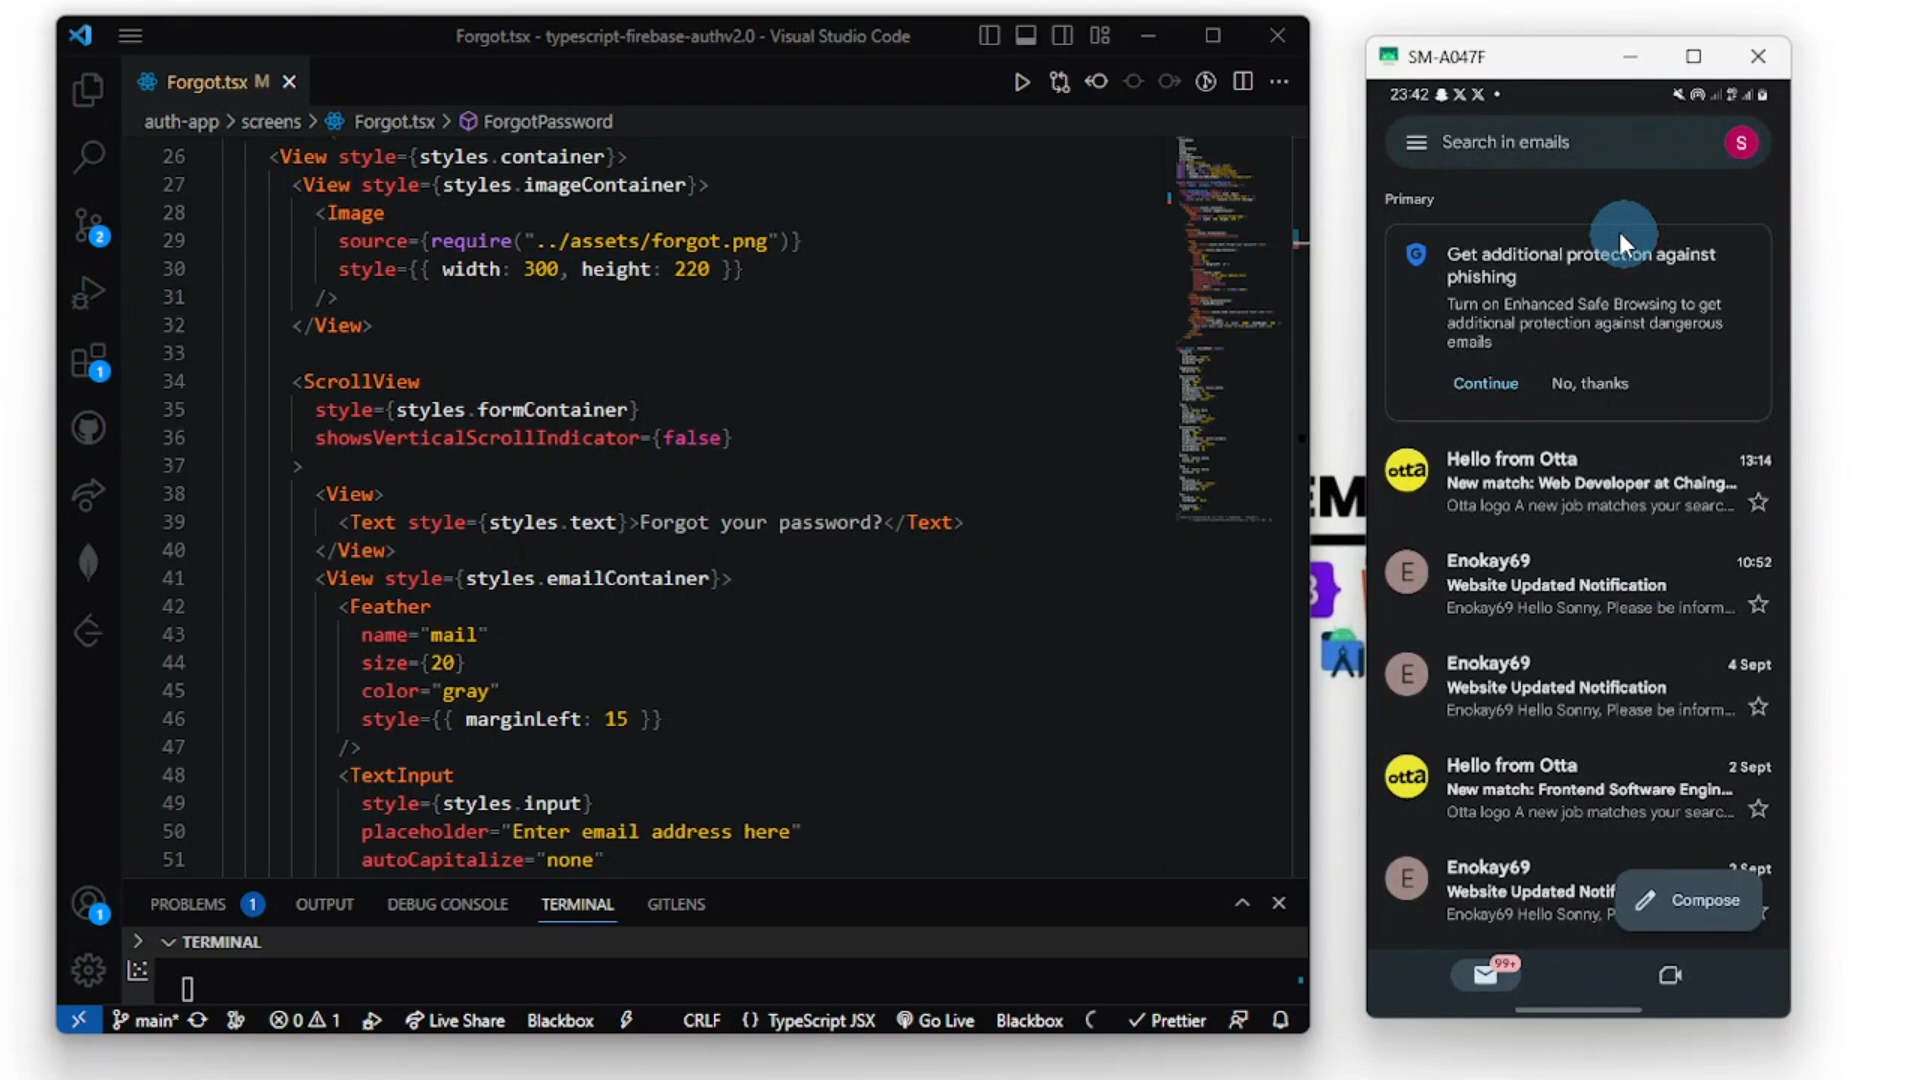 Forgot.tsx - typescript-firebase-authv2.0 - Visual Studio Code
Forgot.tsx M
auth-app > screens > Forgot.tsx > ForgotPassword
26 <View style={styles.container}>
27 <View style={styles.imageContainer}>
28 <Image
29 source={require("../assets/forgot.png")}
30 style={{ width: 300, height: 220 }}
31 />
32 </View>
33
34 <ScrollView
35 style={styles.formContainer}
36 showsVerticalScrollIndicator={false}
37 >
38 <View>
39 <Text style={styles.text}>Forgot your password?</Text>
40 </View>
41 <View style={styles.emailContainer}>
42 <Feather
43 name="mail"
44 size={20}
45 color="gray"
46 style={{ marginLeft: 15 }}
47 />
48 <TextInput
49 style={styles.input}
50 placeholder="Enter email address here"
51 autoCapitalize="none"
2
1
1
PROBLEMS 1 OUTPUT DEBUG CONSOLE TERMINAL GITLENS
TERMINAL
main* 0 1 Live Share Blackbox CRLF {} TypeScript JSX Go Live Blackbox Prettier
EM
SM-A047F
23:42
Search in emails
S
Primary
Get additional protection against
phishing
Turn on Enhanced Safe Browsing to get
additional protection against dangerous
emails
Continue No, thanks
otta
Hello from Otta 13:14
New match: Web Developer at Chaing...
Otta logo A new job matches your searc...
E
Enokay69 10:52
Website Updated Notification
Enokay69 Hello Sonny, Please be inform...
E
Enokay69 4 Sept
Website Updated Notification
Enokay69 Hello Sonny, Please be inform...
otta
Hello from Otta 2 Sept
New match: Frontend Software Engin...
Otta logo A new job matches your searc...
E
Enokay69 2 Sept
Website Updated Notif
Enokay69 Hello Sonny, P
Compose
99+